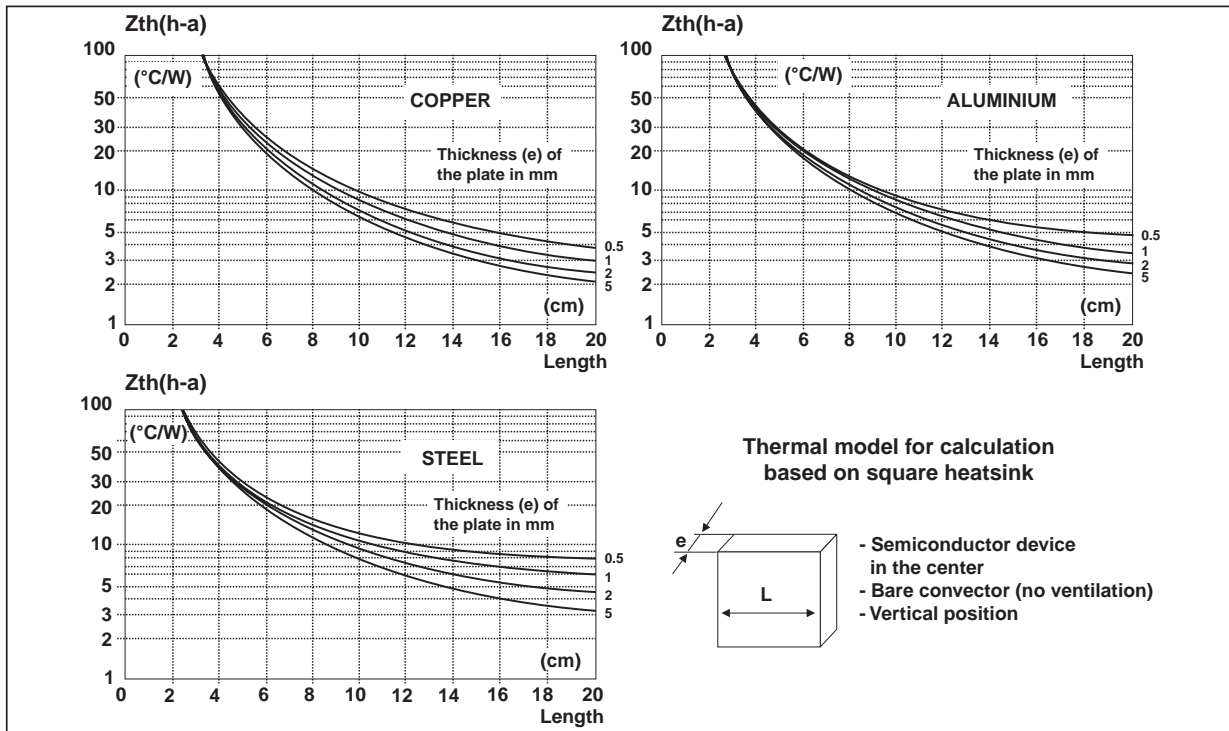 Zth(h-a)
100
(°C/W)
50
30
20
10
5
3
2
1
COPPER
Thickness (e) of
the plate in mm
0.5
1
2
5
(cm)
0 2 4 6 8 10 12 14 16 18 20
Length
Zth(h-a)
100
(°C/W)
50
30
20
10
5
3
2
1
ALUMINIUM
Thickness (e) of
the plate in mm
0.5
1
2
5
(cm)
0 2 4 6 8 10 12 14 16 18 20
Length
Zth(h-a)
100
(°C/W)
50
30
20
10
5
3
2
1
STEEL
Thickness (e) of
the plate in mm
0.5
1
2
5
(cm)
0 2 4 6 8 10 12 14 16 18 20
Length
Thermal model for calculation
based on square heatsink
e
L
- Semiconductor device
in the center
- Bare convector (no ventilation)
- Vertical position